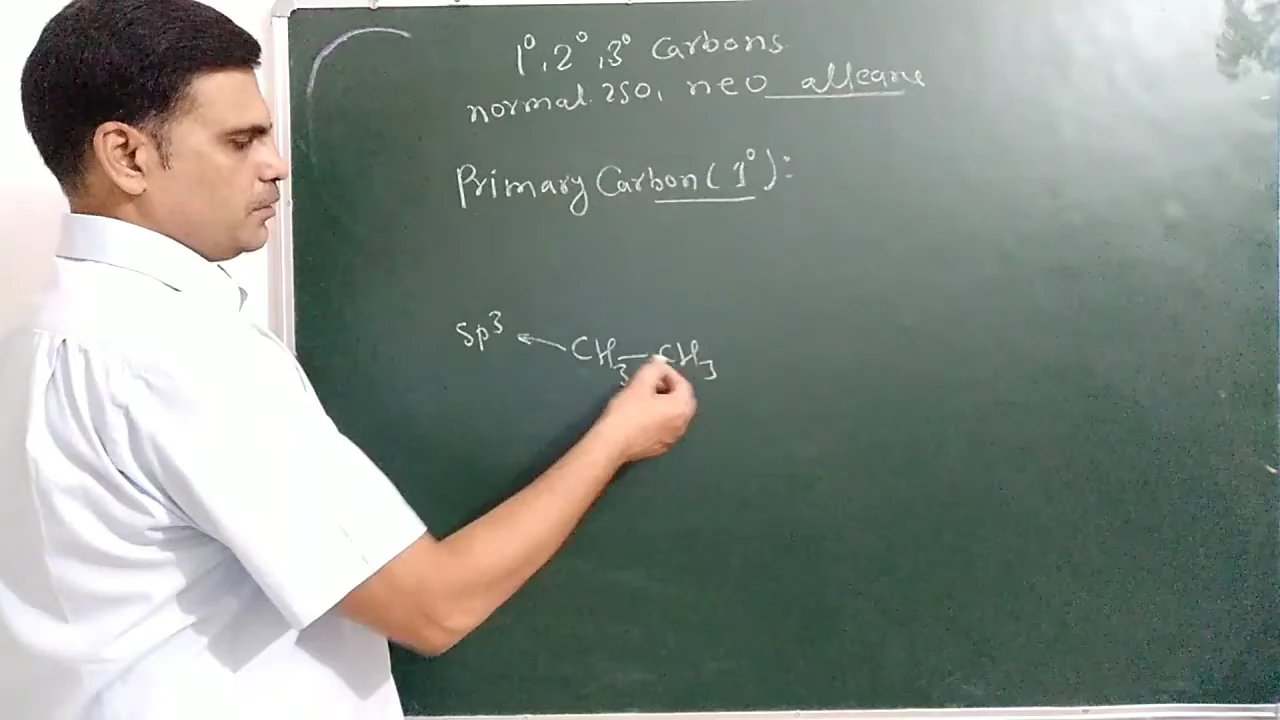 1°, 2°, 3° Carbons
normal. Iso, neo alkane
Primary Carbon (1°):
Sp³ ← CH₃—CH₃